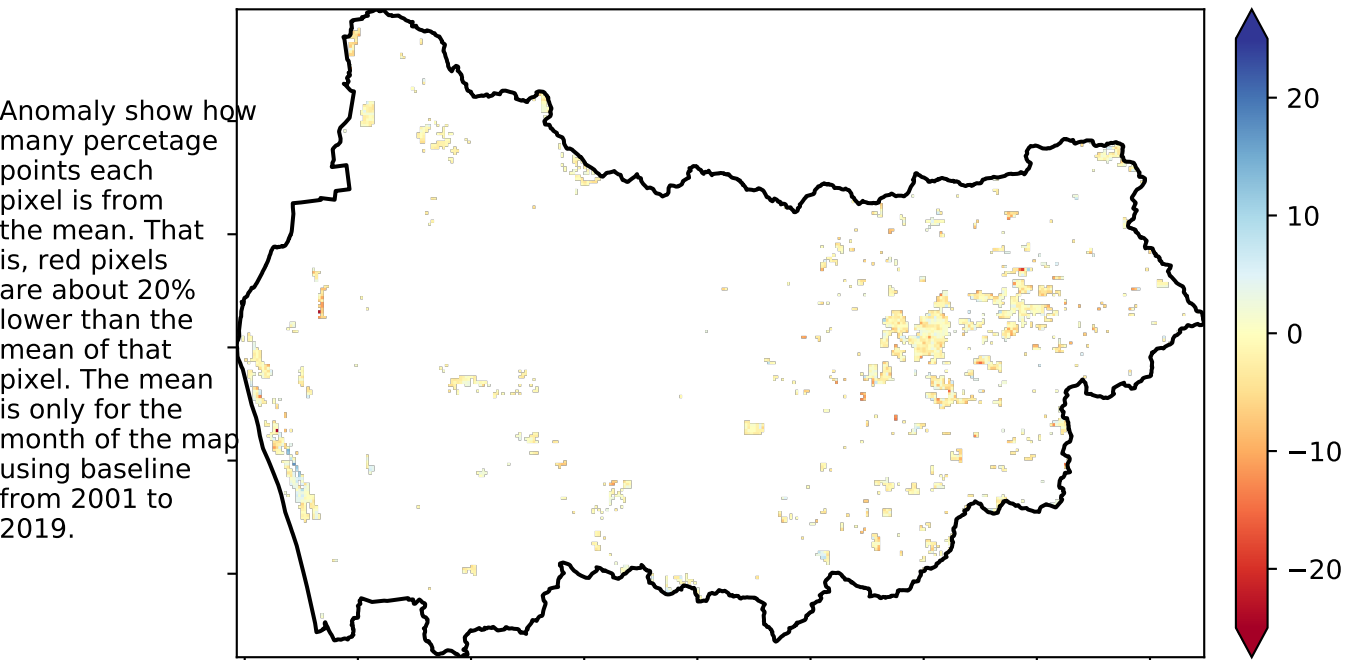 Anomaly show how
many percetage
points each
pixel is from
the mean. That
is, red pixels
are about 20%
lower than the
mean of that
pixel. The mean
is only for the
month of the map
using baseline
from 2001 to
2019.
20
10
0
−10
−20